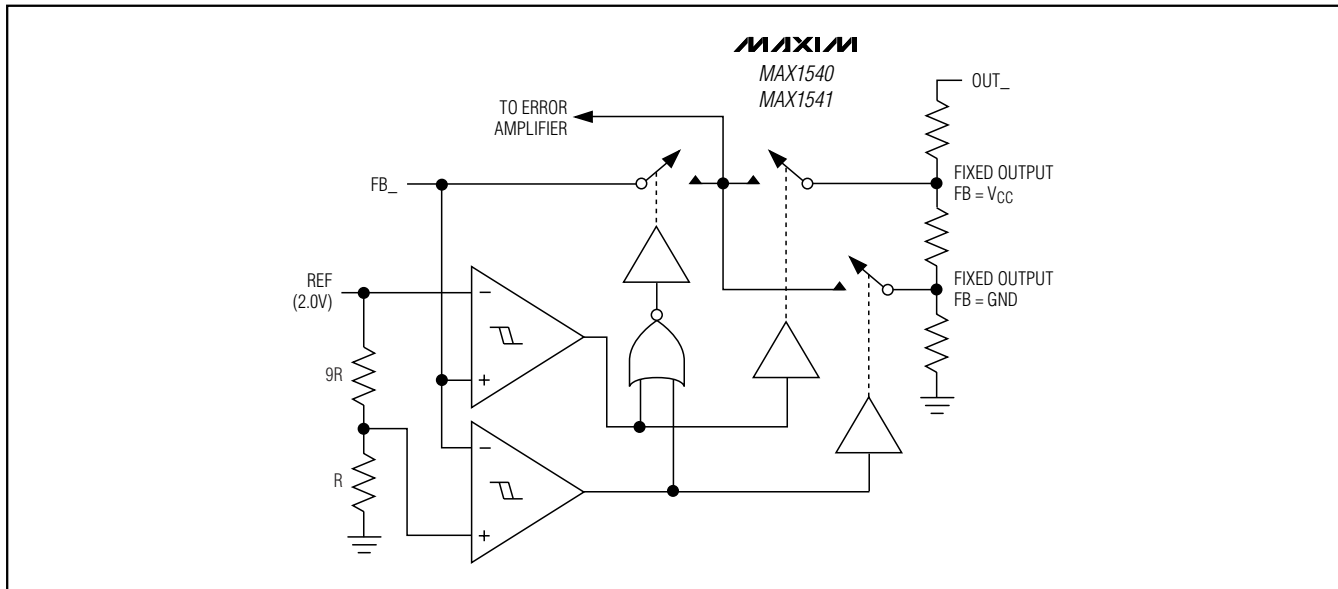 MAXIM
MAX1540
MAX1541
OUT_
TO ERROR
AMPLIFIER
FB_
FIXED OUTPUT
FB = VCC
REF
(2.0V)
FIXED OUTPUT
FB = GND
−
9R
+
−
R
+